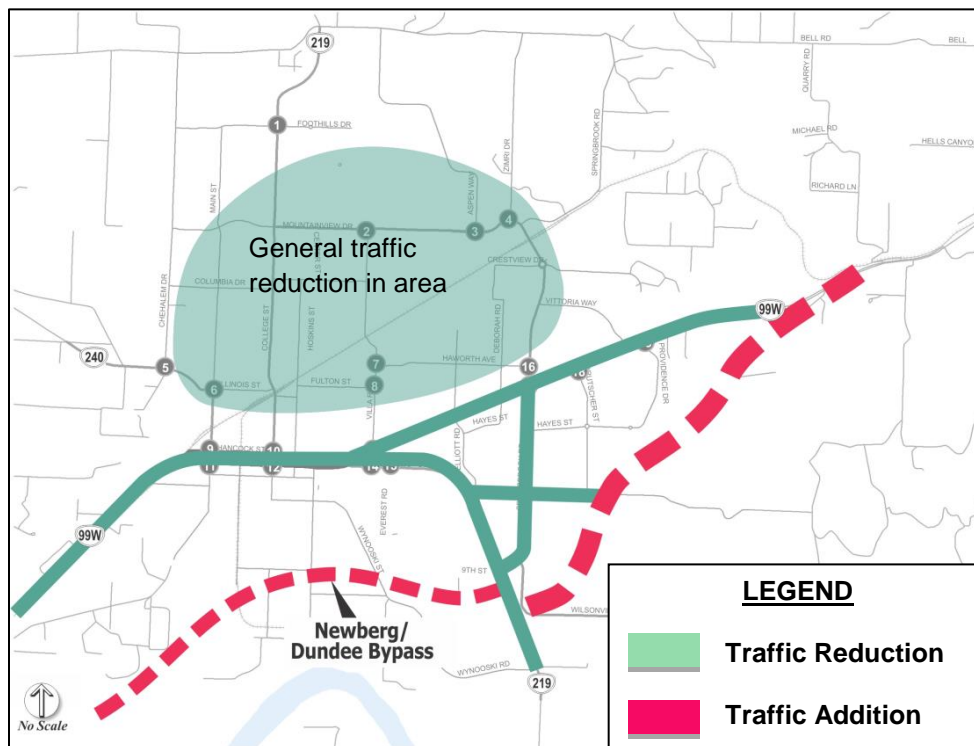 219
BELL RD
BELL
QUARRY RD
1
FOOTHILLS DR
ZIMRI DR
SPRINGBROOK RD
MICHAEL RD
HELLS CANYON
RICHARD LN
MAIN ST
ASPEN WAY
4
MOUNTAINVIEW DR
2
3
General traffic
reduction in area
CRESTVIEW DR
COLUMBIA DR
CHEHALEM DR
COLLEGE ST
HOSKINS ST
VITTORIA WAY
99W
DEBORAH RD
240
5
7
HAWORTH AVE
16
PROVIDENCE DR
6
ILLINOIS ST
FULTON ST
8
HAYES ST
HAYES ST
9
HANCOCK ST
10
11
12
14
ELLIOTT RD
EVEREST RD
99W
WYNOOSKI ST
9TH ST
Newberg/
Dundee Bypass
WYNOOSKI RD
219
No Scale
LEGEND
Traffic Reduction
Traffic Addition